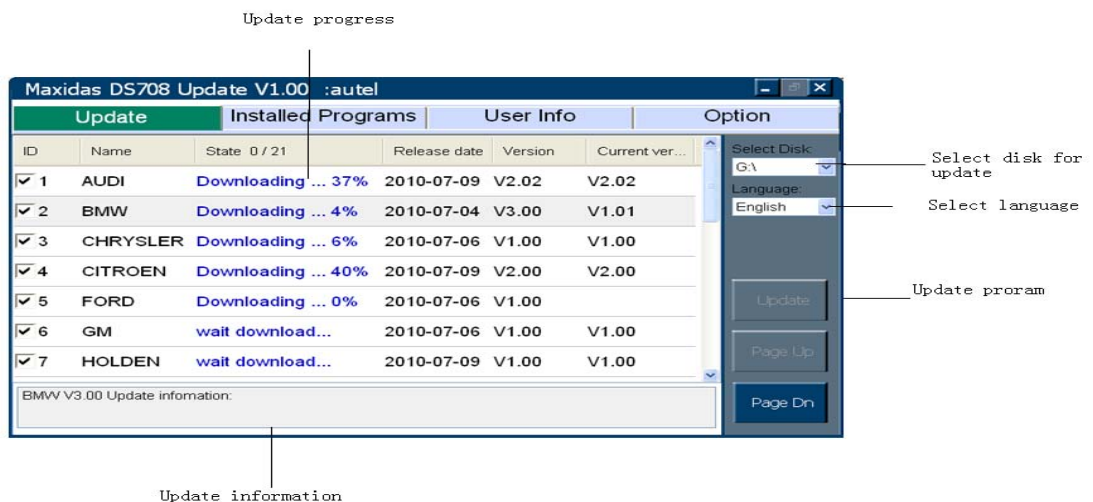 Update progress
Maxidas DS708 Update V1.00 :autel
Update Installed Programs User Info Option
ID Name State 0 / 21 Release date Version Current ver... Select Disk:
G:\
Select disk for
update
1 AUDI Downloading ... 37% 2010-07-09 V2.02 V2.02
Language:
2 BMW Downloading ... 4% 2010-07-04 V3.00 V1.01 English
Select language
3 CHRYSLER Downloading ... 6% 2010-07-06 V1.00 V1.00
4 CITROEN Downloading ... 40% 2010-07-09 V2.00 V2.00
5 FORD Downloading ... 0% 2010-07-06 V1.00 Update
Update proram
6 GM wait download... 2010-07-06 V1.00 V1.00 Page Up
7 HOLDEN wait download... 2010-07-09 V1.00 V1.00
BMW V3.00 Update infomation:
Page Dn
Update information